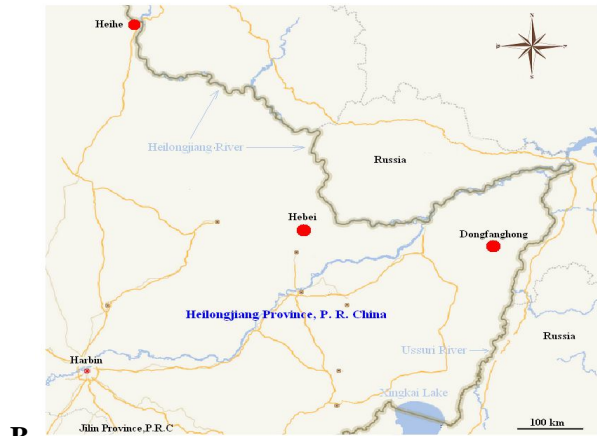 Heihe
Heilongjiang River
Russia
Hebei
Dongfanghong
Heilongjiang Province, P. R. China
Russia
Ussuri River
Harbin
Xingkai Lake
Jilin Province,P.R.C
100 km